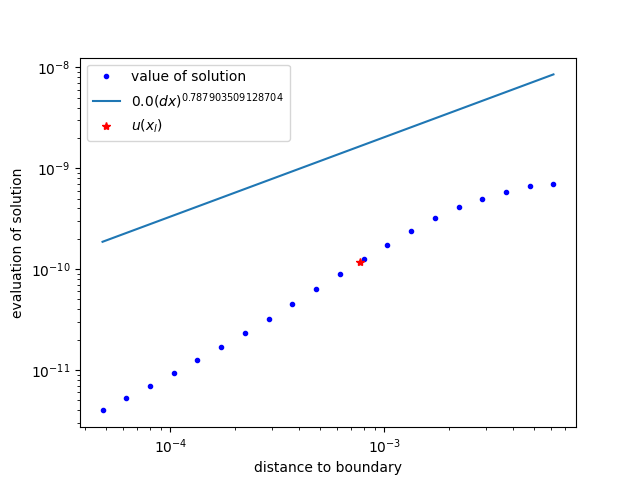 10⁻⁸
10⁻⁹
10⁻¹⁰
10⁻¹¹
evaluation of solution
value of solution
0.0(dx)^0.787903509128704
u(x_l)
10⁻⁴ 10⁻³
distance to boundary